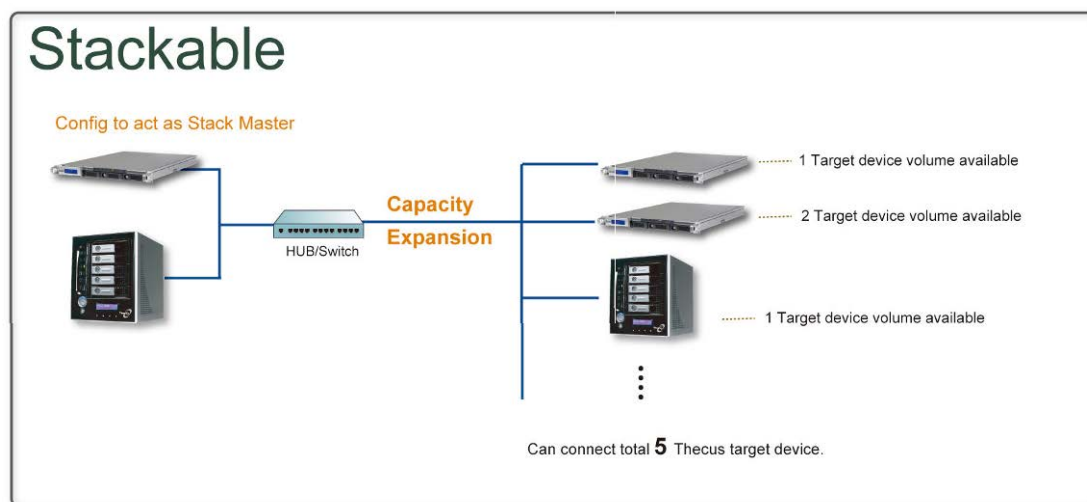 Stackable
Config to act as Stack Master
HUB/Switch
Capacity
Expansion
1 Target device volume available
2 Target device volume available
1 Target device volume available
Can connect total 5 Thecus target device.